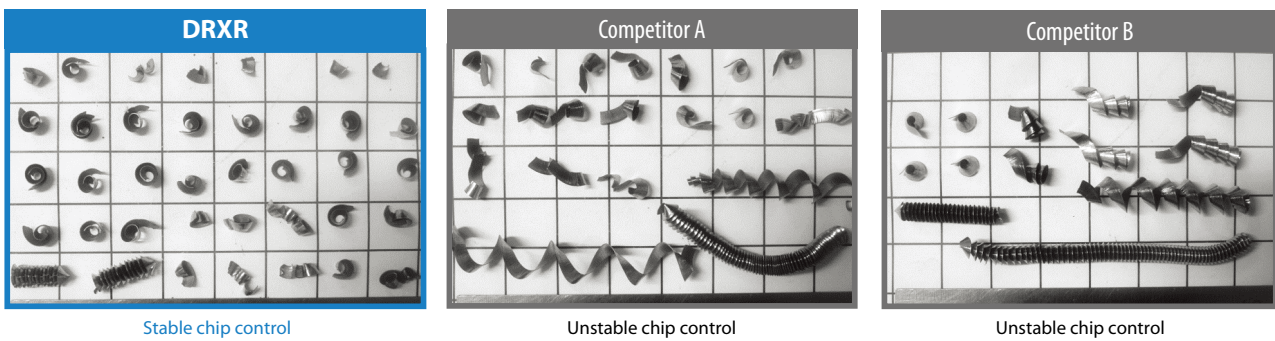 DRXR
Competitor A
Competitor B
Stable chip control
Unstable chip control
Unstable chip control